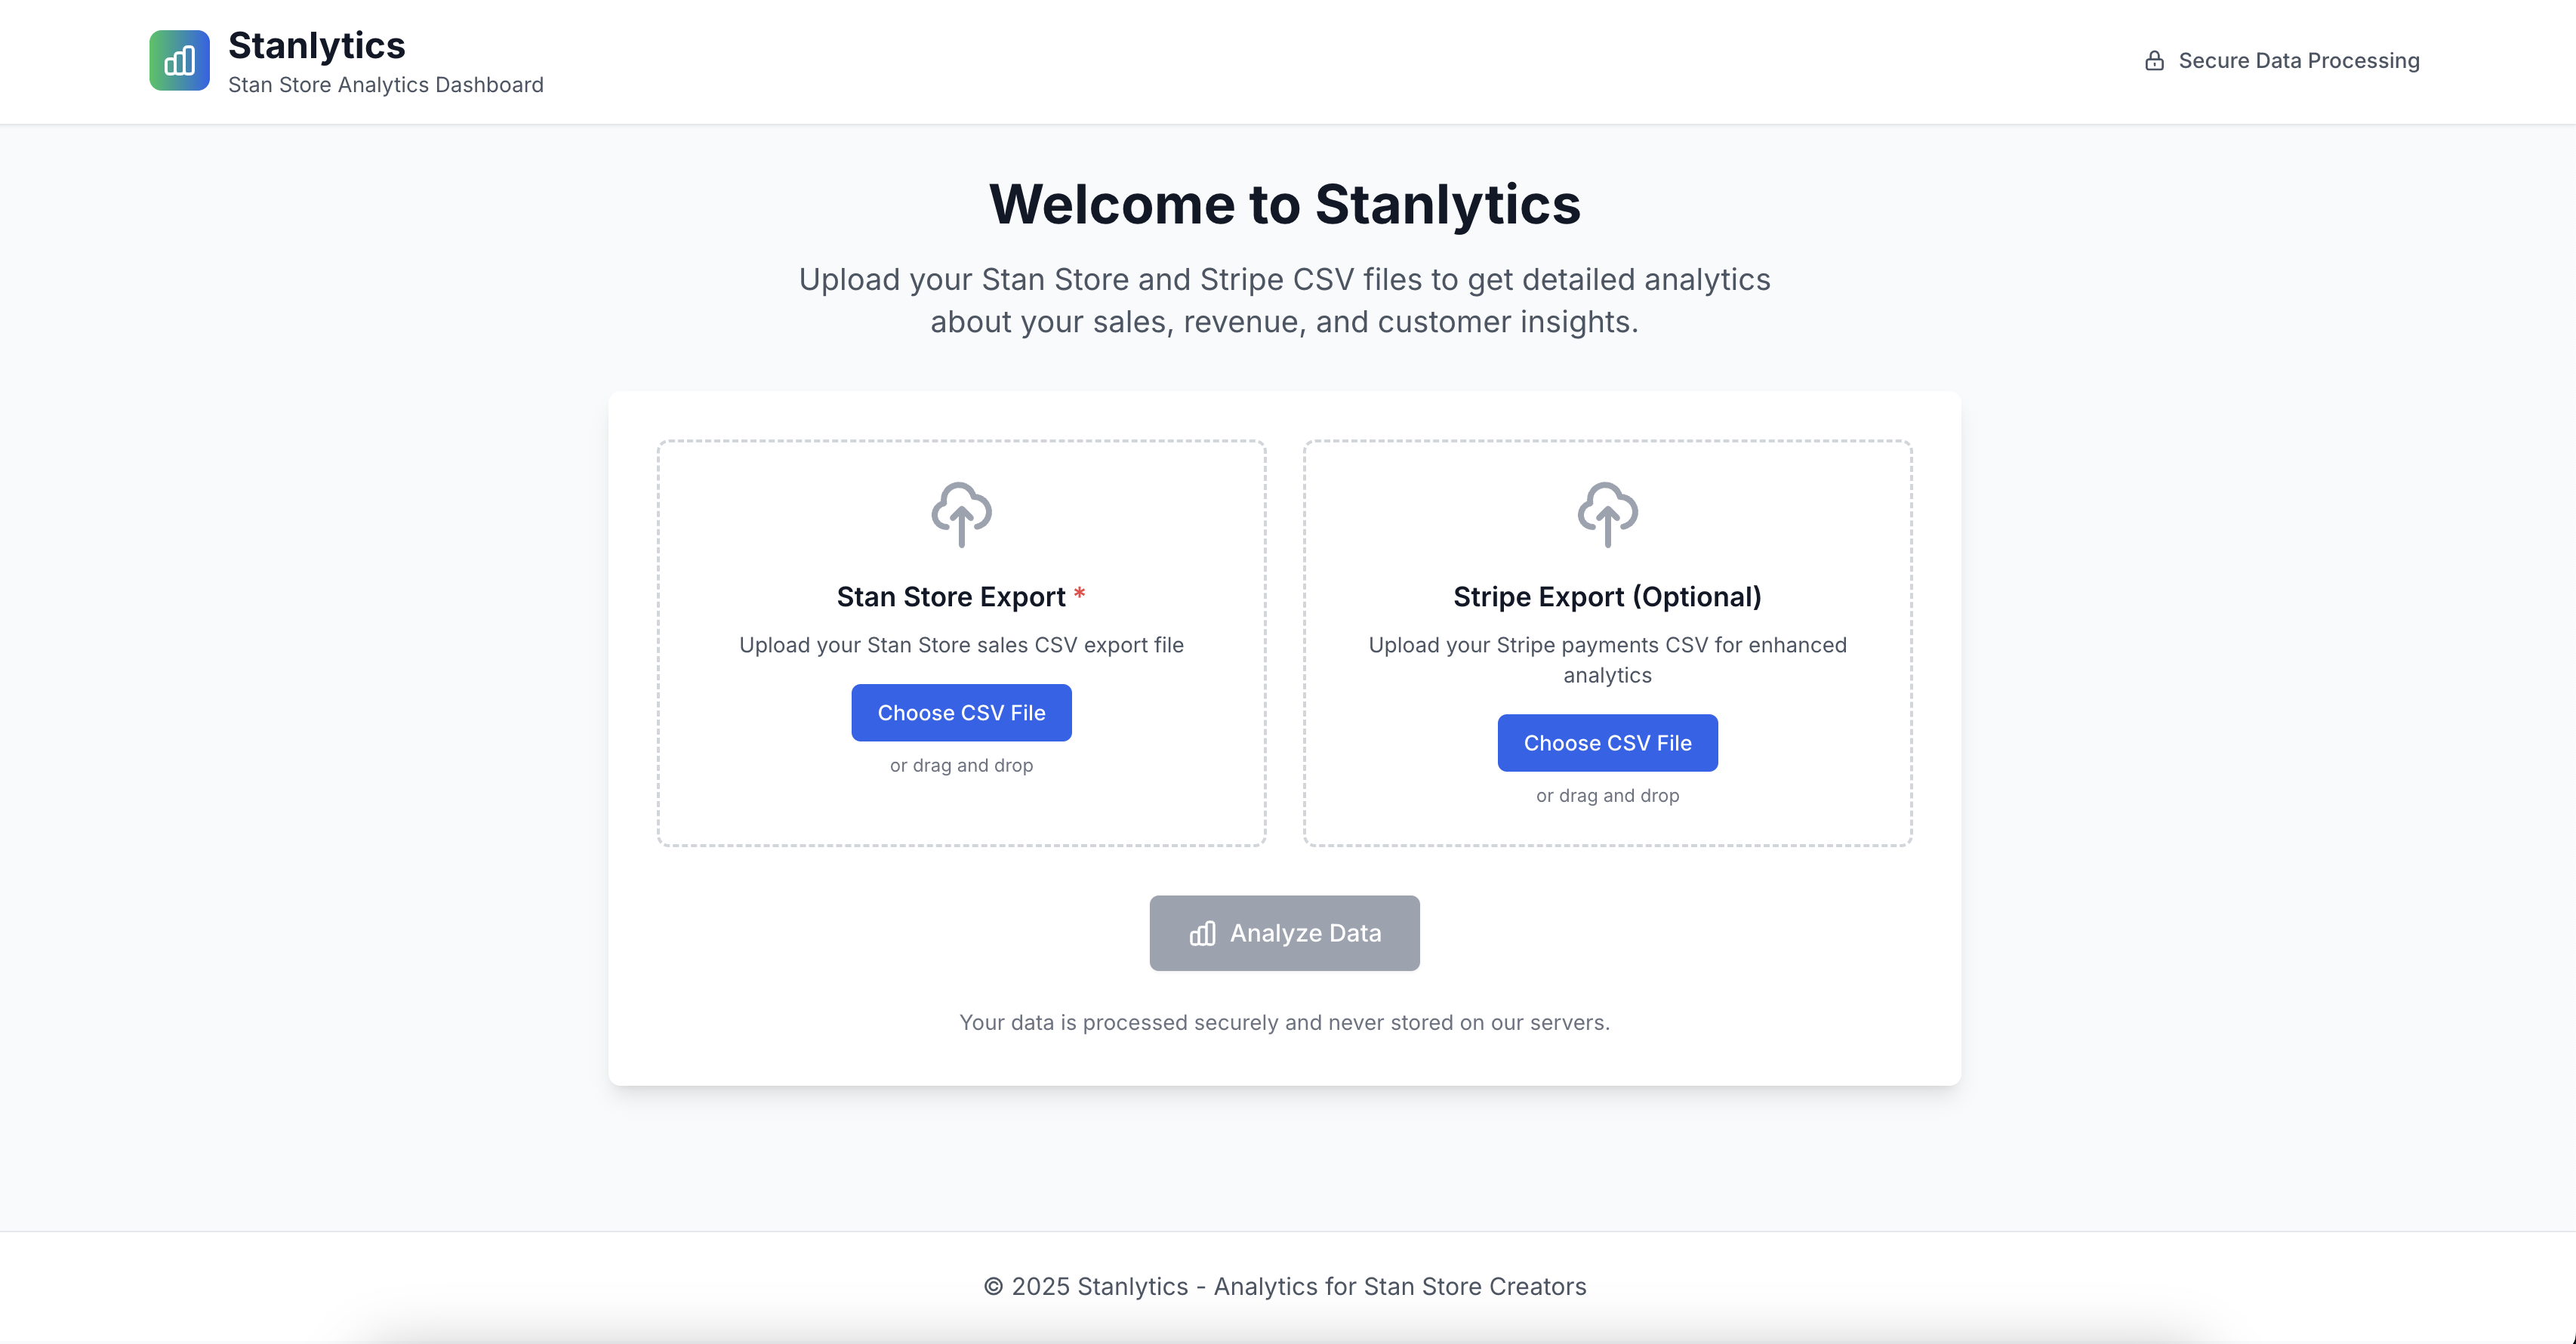 Stanlytics
Stan Store Analytics Dashboard
Secure Data Processing
Welcome to Stanlytics
Upload your Stan Store and Stripe CSV files to get detailed analytics
about your sales, revenue, and customer insights.
Stan Store Export *
Upload your Stan Store sales CSV export file
Choose CSV File
or drag and drop
Stripe Export (Optional)
Upload your Stripe payments CSV for enhanced
analytics
Choose CSV File
or drag and drop
Analyze Data
Your data is processed securely and never stored on our servers.
© 2025 Stanlytics - Analytics for Stan Store Creators